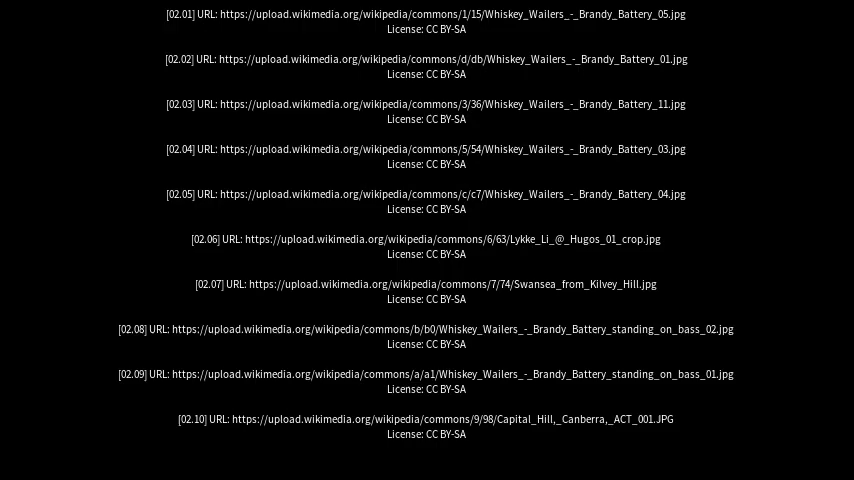 [02.01] URL: https://upload.wikimedia.org/wikipedia/commons/1/15/Whiskey_Wailers_-_Brandy_Battery_05.jpg
License: CC BY-SA
[02.02] URL: https://upload.wikimedia.org/wikipedia/commons/d/db/Whiskey_Wailers_-_Brandy_Battery_01.jpg
License: CC BY-SA
[02.03] URL: https://upload.wikimedia.org/wikipedia/commons/3/36/Whiskey_Wailers_-_Brandy_Battery_11.jpg
License: CC BY-SA
[02.04] URL: https://upload.wikimedia.org/wikipedia/commons/5/54/Whiskey_Wailers_-_Brandy_Battery_03.jpg
License: CC BY-SA
[02.05] URL: https://upload.wikimedia.org/wikipedia/commons/c/c7/Whiskey_Wailers_-_Brandy_Battery_04.jpg
License: CC BY-SA
[02.06] URL: https://upload.wikimedia.org/wikipedia/commons/6/63/Lykke_Li_@_Hugos_01_crop.jpg
License: CC BY-SA
[02.07] URL: https://upload.wikimedia.org/wikipedia/commons/7/74/Swansea_from_Kilvey_Hill.jpg
License: CC BY-SA
[02.08] URL: https://upload.wikimedia.org/wikipedia/commons/b/b0/Whiskey_Wailers_-_Brandy_Battery_standing_on_bass_02.jpg
License: CC BY-SA
[02.09] URL: https://upload.wikimedia.org/wikipedia/commons/a/a1/Whiskey_Wailers_-_Brandy_Battery_standing_on_bass_01.jpg
License: CC BY-SA
[02.10] URL: https://upload.wikimedia.org/wikipedia/commons/9/98/Capital_Hill,_Canberra,_ACT_001.JPG
License: CC BY-SA